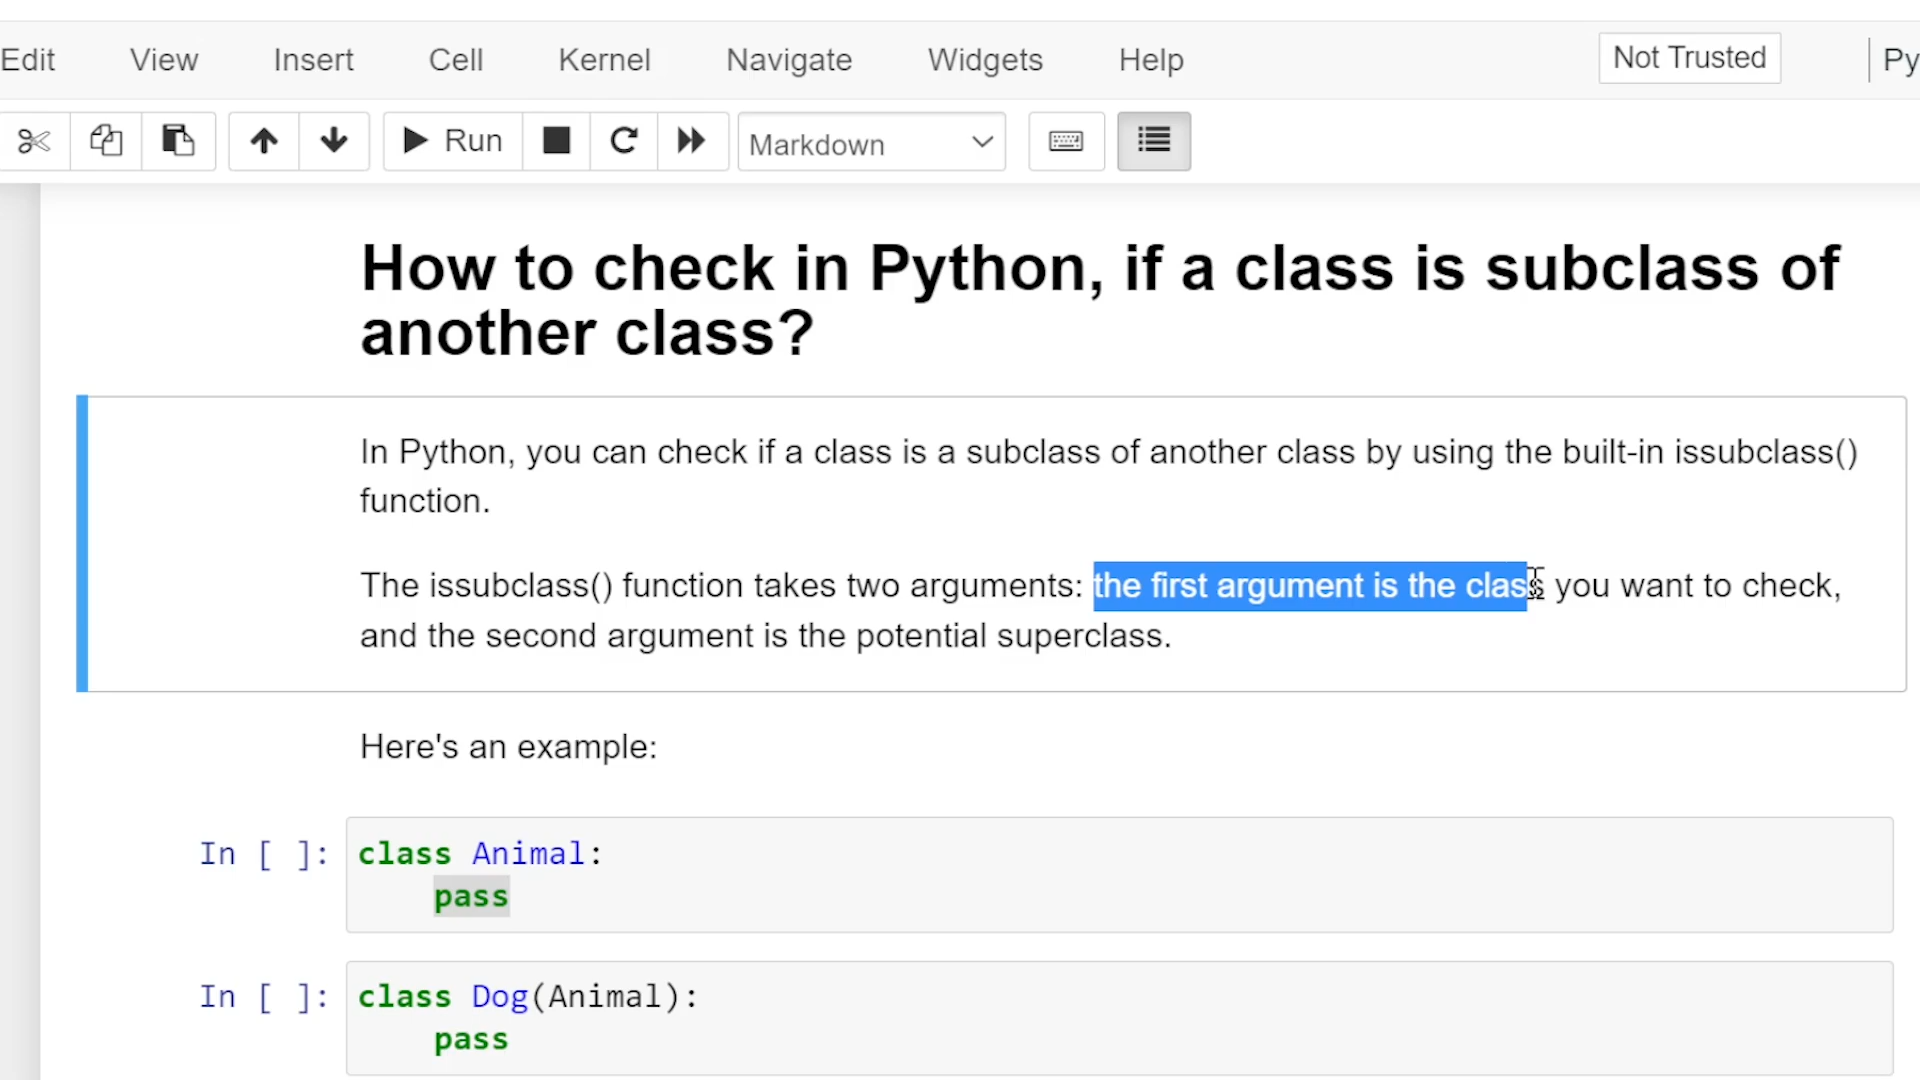 Edit View Insert Cell Kernel Navigate Widgets Help Not Trusted Py
Run Markdown
How to check in Python, if a class is subclass of
another class?
In Python, you can check if a class is a subclass of another class by using the built-in issubclass()
function.
The issubclass() function takes two arguments: the first argument is the class you want to check,
and the second argument is the potential superclass.
Here's an example:
In [ ]: class Animal:
pass
In [ ]: class Dog(Animal):
pass